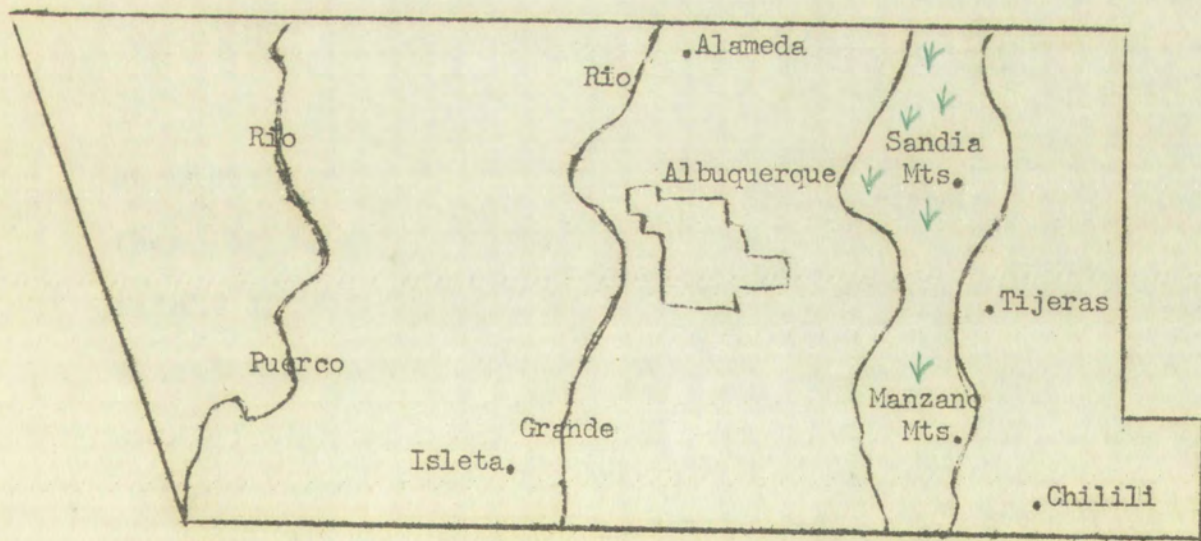 Alameda
Rio
Rio
Sandia
Mts.
Albuquerque
Tijeras
Puerco
Manzano
Mts.
Grande
Isleta
Chilili